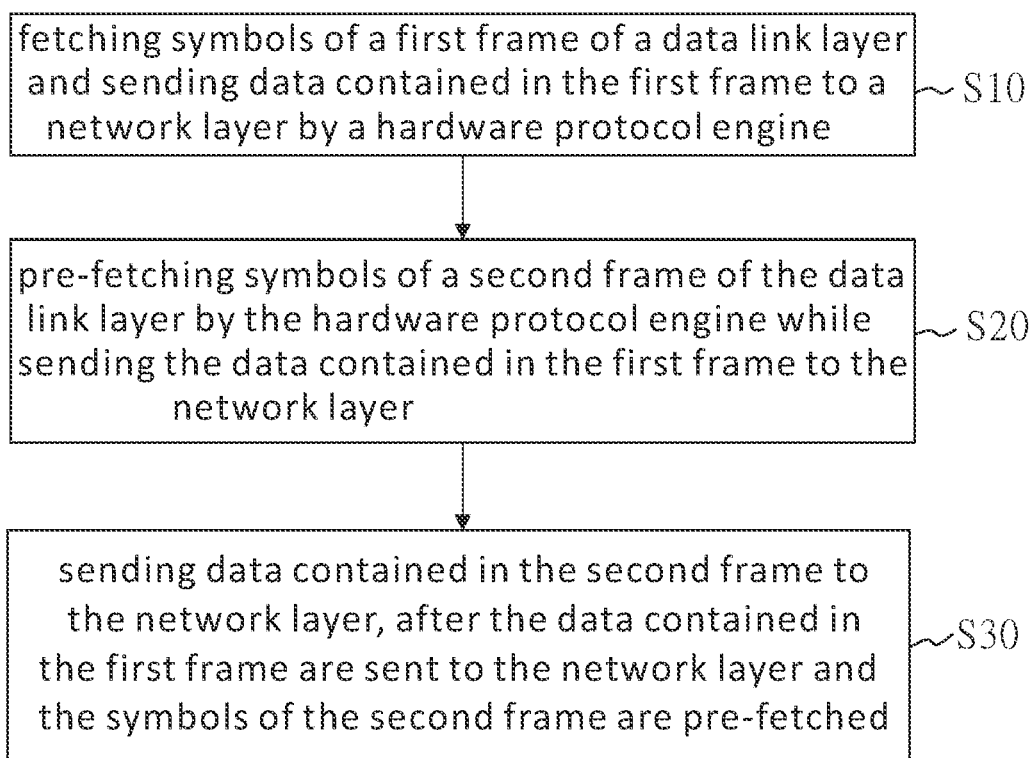 fetching symbols of a first frame of a data link layer
and sending data contained in the first frame to a
network layer by a hardware protocol engine
S10
pre-fetching symbols of a second frame of the data
link layer by the hardware protocol engine while
sending the data contained in the first frame to the
network layer
S20
sending data contained in the second frame to
the network layer, after the data contained in
the first frame are sent to the network layer and
the symbols of the second frame are pre-fetched
S30